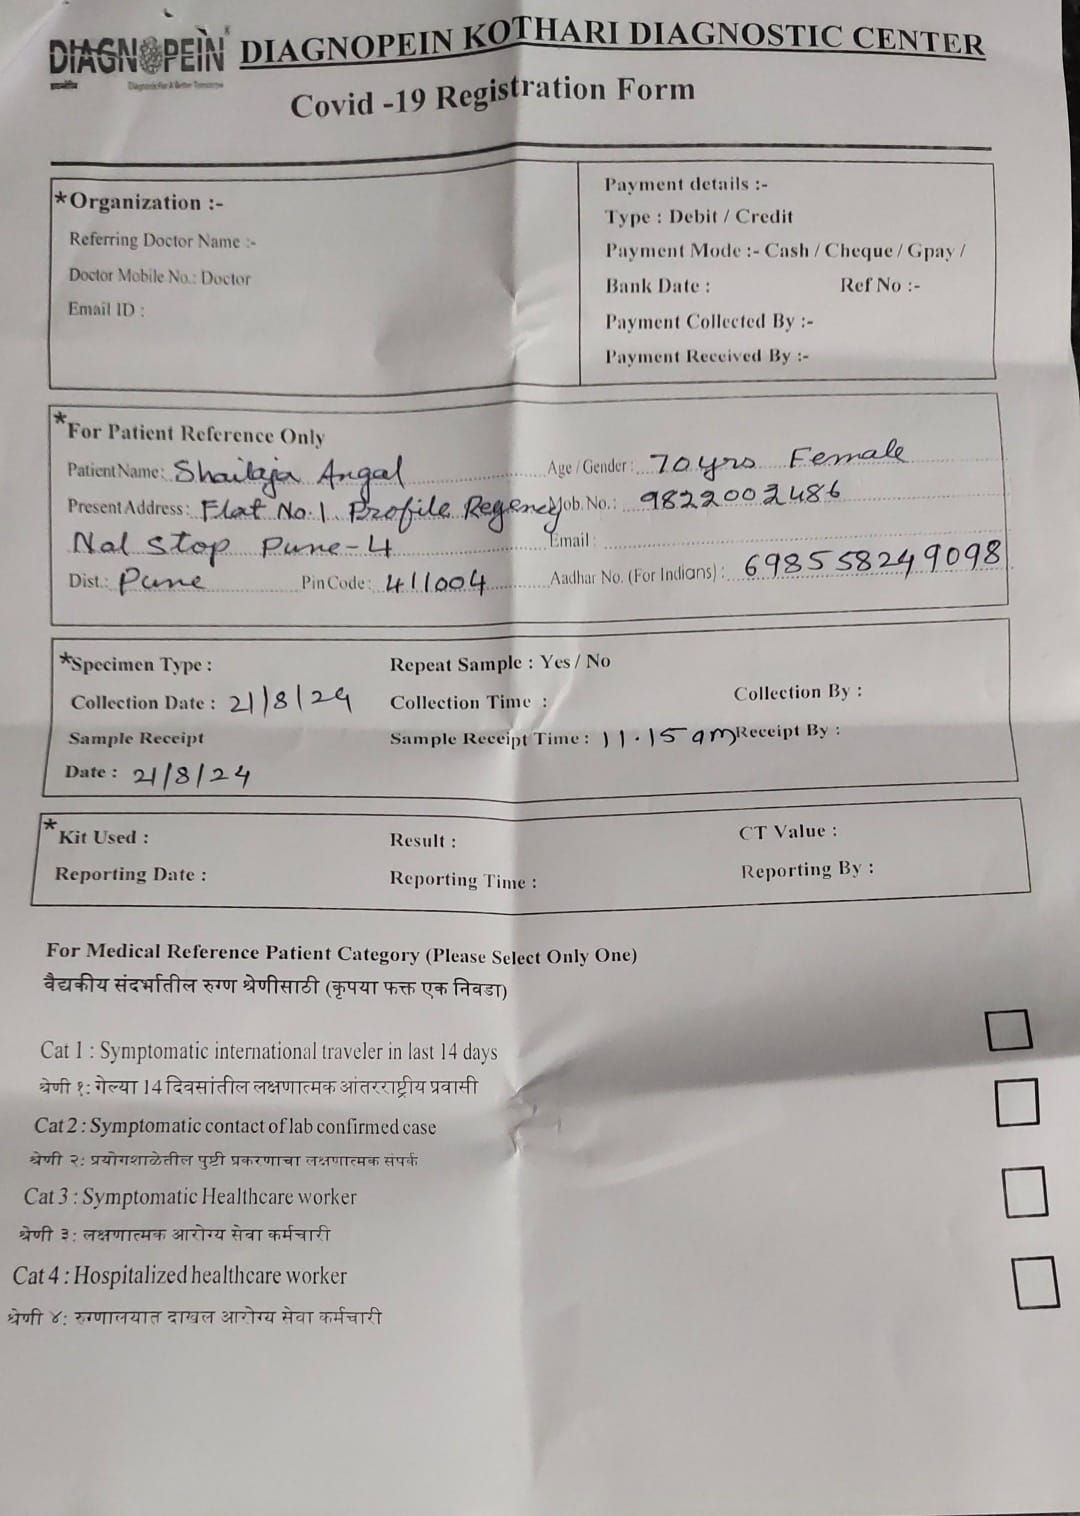 DIAGNOPEIN
Diagnosis For A Better Tomorrow
DIAGNOPEIN KOTHARI DIAGNOSTIC CENTER
Covid -19 Registration Form
*Organization :-
Referring Doctor Name :-
Doctor Mobile No.: Doctor
Email ID :
Payment details :-
Type : Debit / Credit
Payment Mode :- Cash / Cheque / Gpay /
Bank Date : Ref No :-
Payment Collected By :-
Payment Received By :-
*For Patient Reference Only
Patient Name: Shailaja Angal Age / Gender : 70yrs Female
Present Address: Flat No.1 Profile Regency Mob. No.: 9822002486
Nal Stop Pune-4 Email :
Dist.: Pune Pin Code: 411004 Aadhar No. (For Indians) : 698558249098
*Specimen Type : Repeat Sample : Yes / No
Collection Date : 21/8/24 Collection Time : Collection By :
Sample Receipt Sample Receipt Time : 11.15 am Receipt By :
Date : 21/8/24
*Kit Used : Result : CT Value :
Reporting Date : Reporting Time : Reporting By :
For Medical Reference Patient Category (Please Select Only One)
वैद्यकीय संदर्भातील रुग्ण श्रेणीसाठी (कृपया फक्त एक निवडा)
Cat 1 : Symptomatic international traveler in last 14 days
श्रेणी १: गेल्या 14 दिवसांतील लक्षणात्मक आंतरराष्ट्रीय प्रवासी
Cat 2 : Symptomatic contact of lab confirmed case
श्रेणी २: प्रयोगशाळेतील पुष्टी प्रकरणाचा लक्षणात्मक संपर्क
Cat 3 : Symptomatic Healthcare worker
श्रेणी ३: लक्षणात्मक आरोग्य सेवा कर्मचारी
Cat 4 : Hospitalized healthcare worker
श्रेणी ४: रुग्णालयात दाखल आरोग्य सेवा कर्मचारी